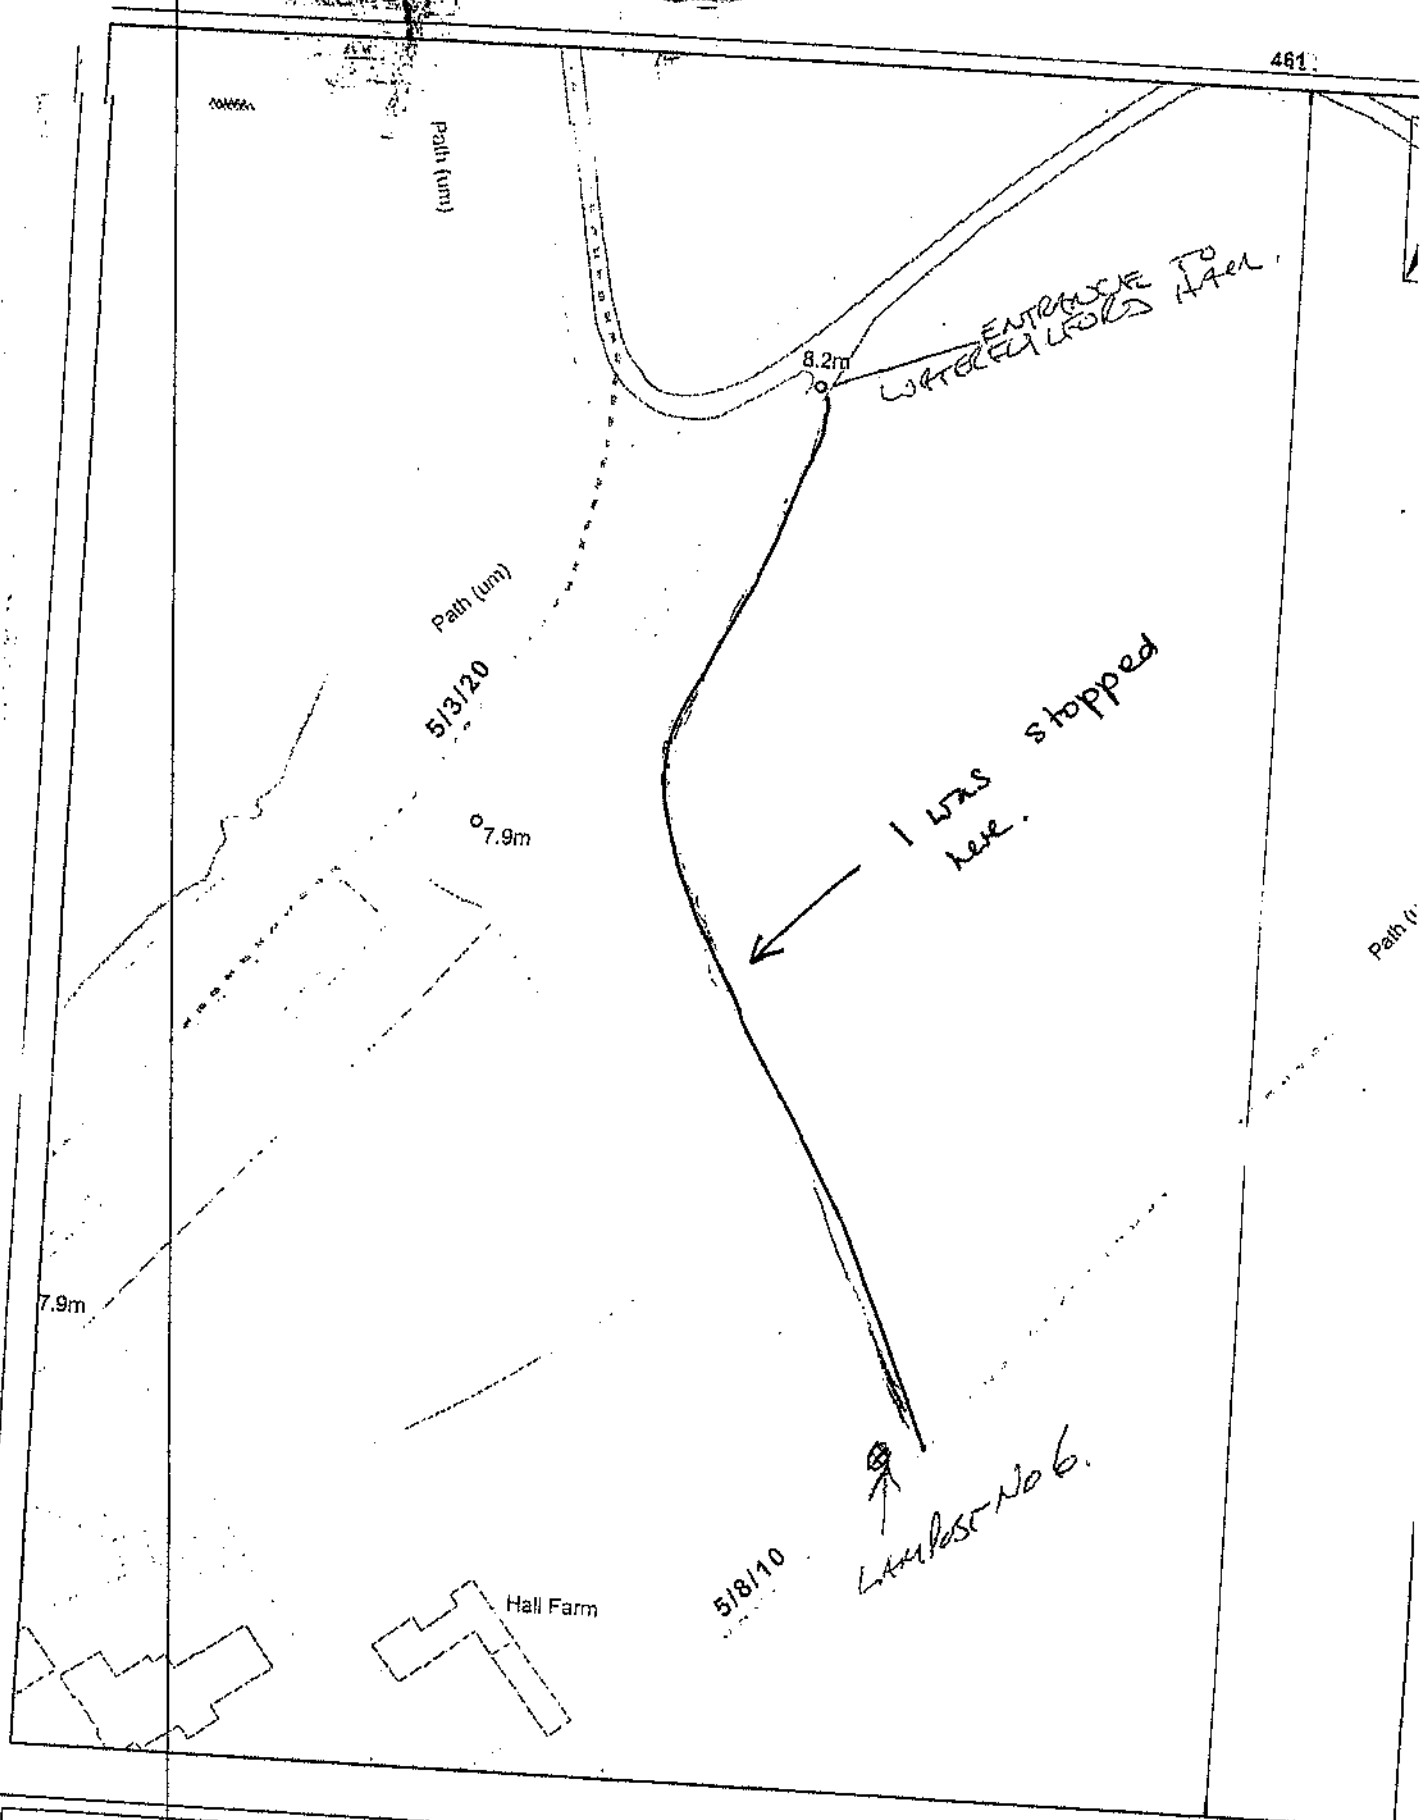 461
Path (um)
ENTRANCE TO
HALL.
8.2m
Path (um)
5/3/20
I was stopped
here.
7.9m
Path (u
7.9m
LAMPOST NO 6.
5/8/10
Hall Farm